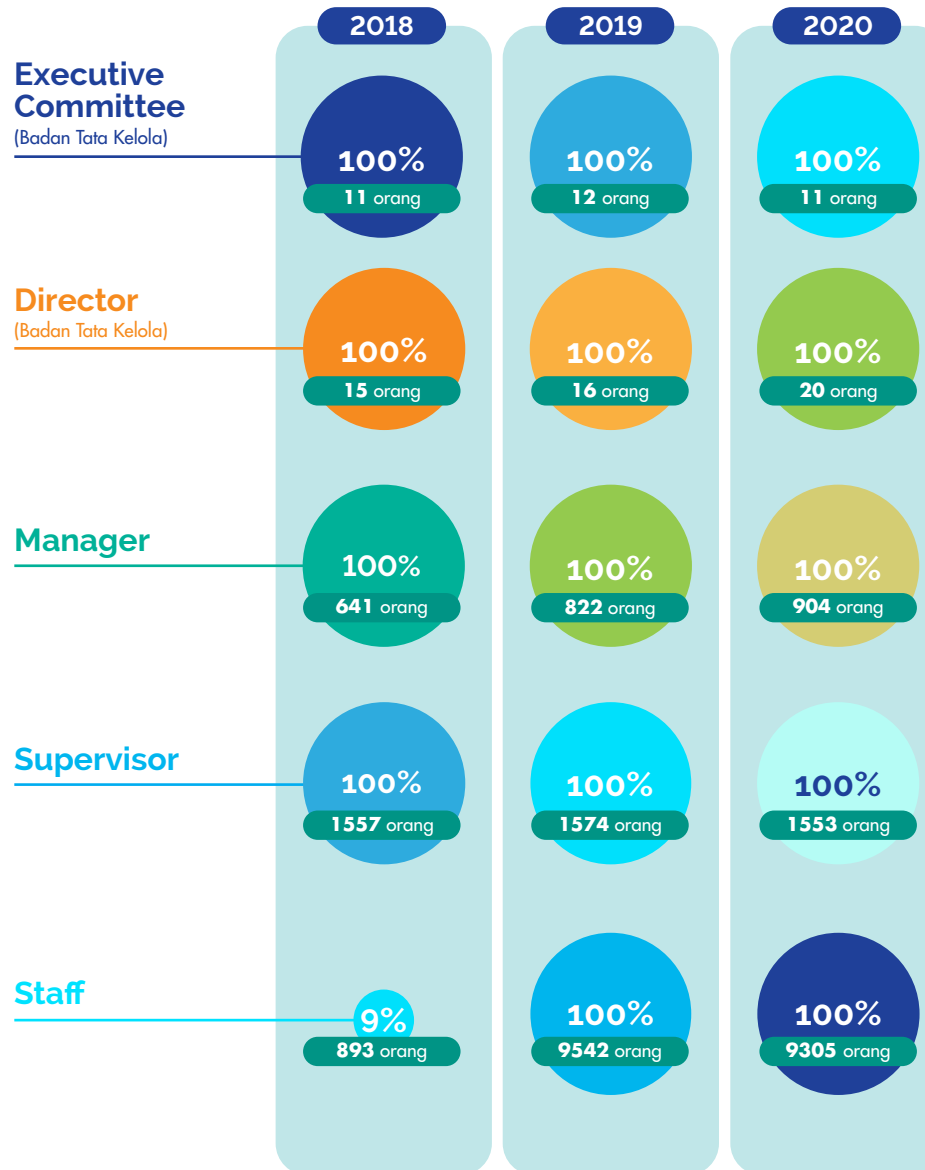 2018
2019
2020
Executive
Committee
(Badan Tata Kelola)
100%
11 orang
100%
12 orang
100%
11 orang
Director
(Badan Tata Kelola)
100%
15 orang
100%
16 orang
100%
20 orang
Manager
100%
641 orang
100%
822 orang
100%
904 orang
Supervisor
100%
1557 orang
100%
1574 orang
100%
1553 orang
Staff
9%
893 orang
100%
9542 orang
100%
9305 orang